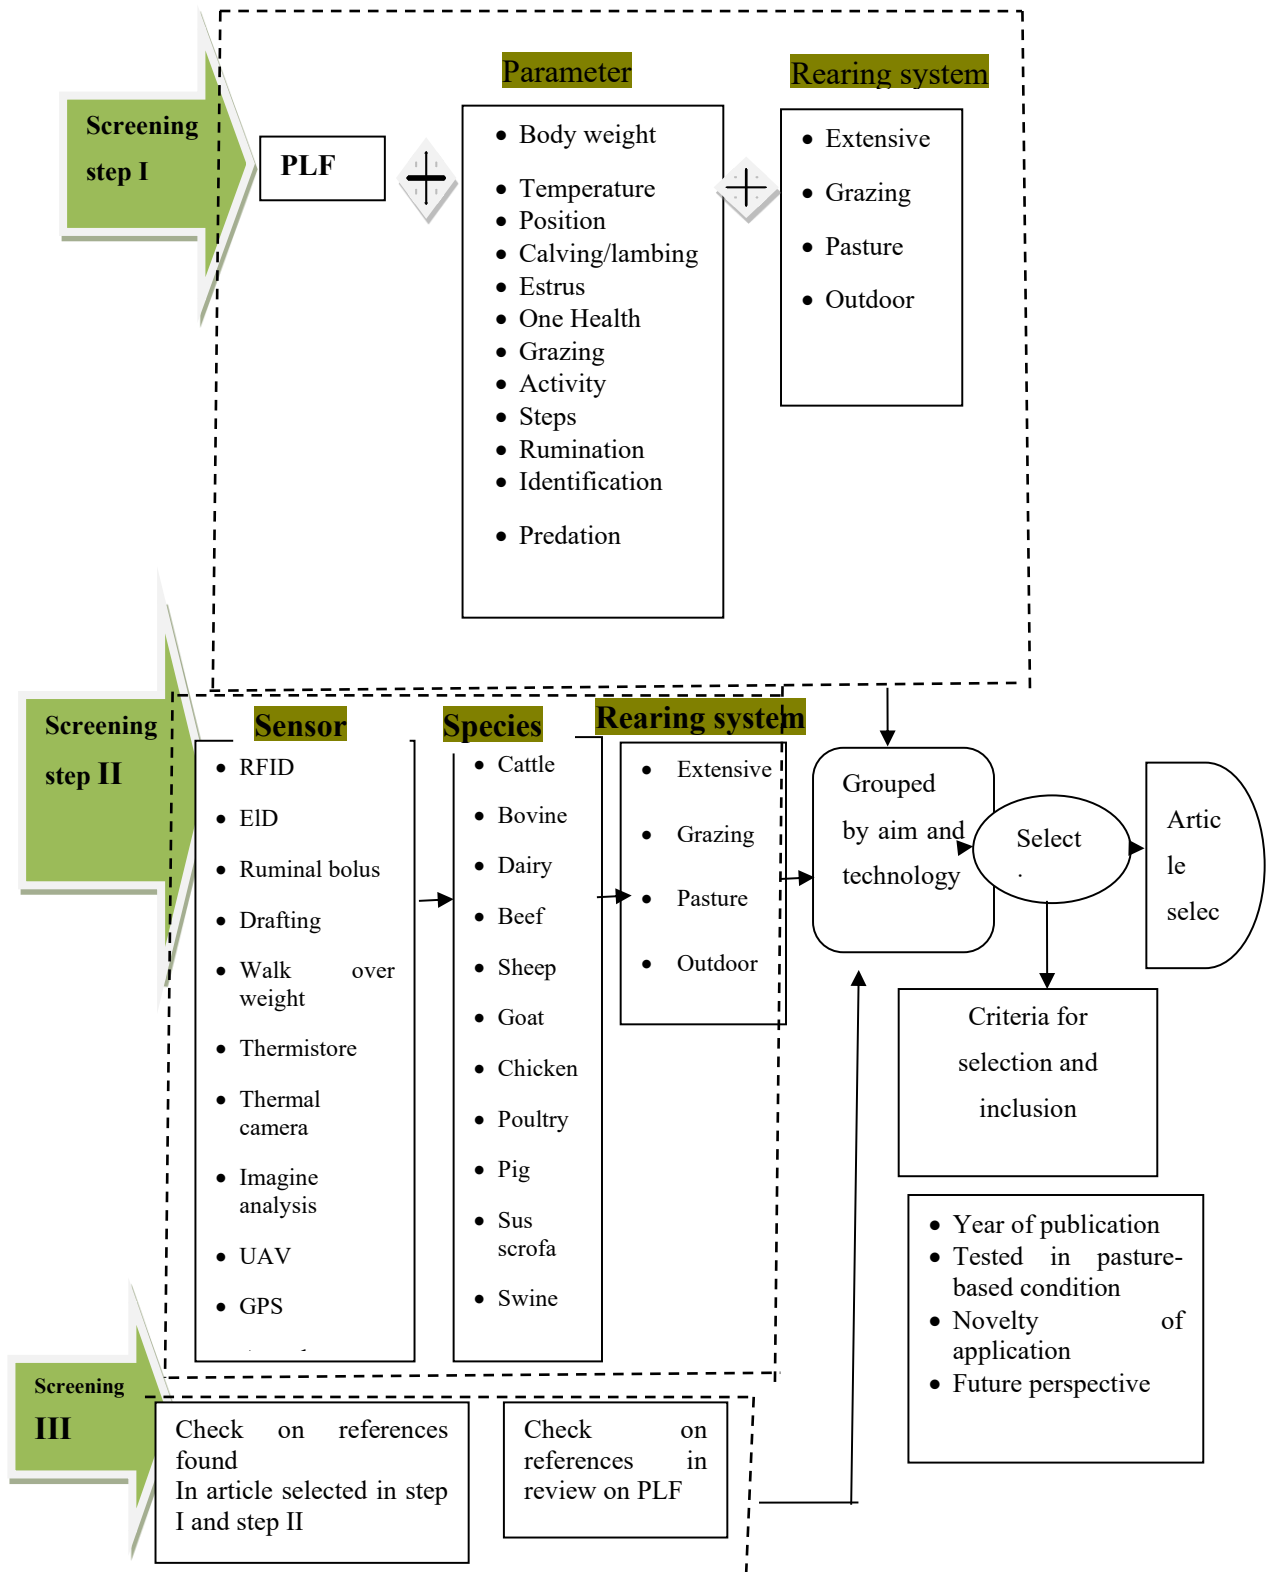 Screening
step I
PLF
Parameter
Body weight
Temperature
Position
Calving/lambing
Estrus
One Health
Grazing
Activity
Steps
Rumination
Identification
Predation
Rearing system
Extensive
Grazing
Pasture
Outdoor
Screening
step II
Sensor
RFID
ElD
Ruminal bolus
Drafting
Walk over
weight
Thermistore
Thermal
camera
Imagine
analysis
UAV
GPS
Species
Cattle
Bovine
Dairy
Beef
Sheep
Goat
Chicken
Poultry
Pig
Sus
scrofa
Swine
Rearing system
Extensive
Grazing
Pasture
Outdoor
Grouped
by aim and
technology
Select
.
Artic
le
selec
Criteria for
selection and
inclusion
Year of publication
Tested in pasture-
based condition
Novelty of
application
Future perspective
Screening
III
Check on references
found
In article selected in step
I and step II
Check on
references in
review on PLF